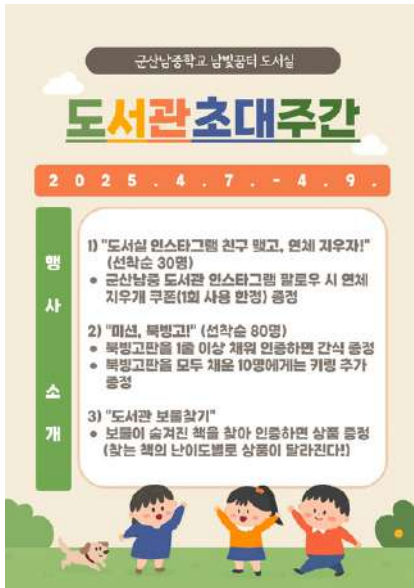 군산남중학교 남빛꿈터 도서실
도서관초대주간
2025.4.7.-4.9.
행사 소개
1) "도서실 인스타그램 친구 맺고, 연체 지우자!"
(선착순 30명)
• 군산남중 도서관 인스타그램 팔로우 시 연체
지우개 쿠폰(1회 사용 한정) 증정
2) "미션, 북빙고!" (선착순 80명)
• 북빙고판을 1줄 이상 채워 인증하면 간식 증정
• 북빙고판을 모두 채운 10명에게는 키링 추가
증정
3) "도서관 보물찾기"
• 보물이 숨겨진 책을 찾아 인증하면 상품 증정
(찾는 책의 난이도별로 상품이 달라진다!)